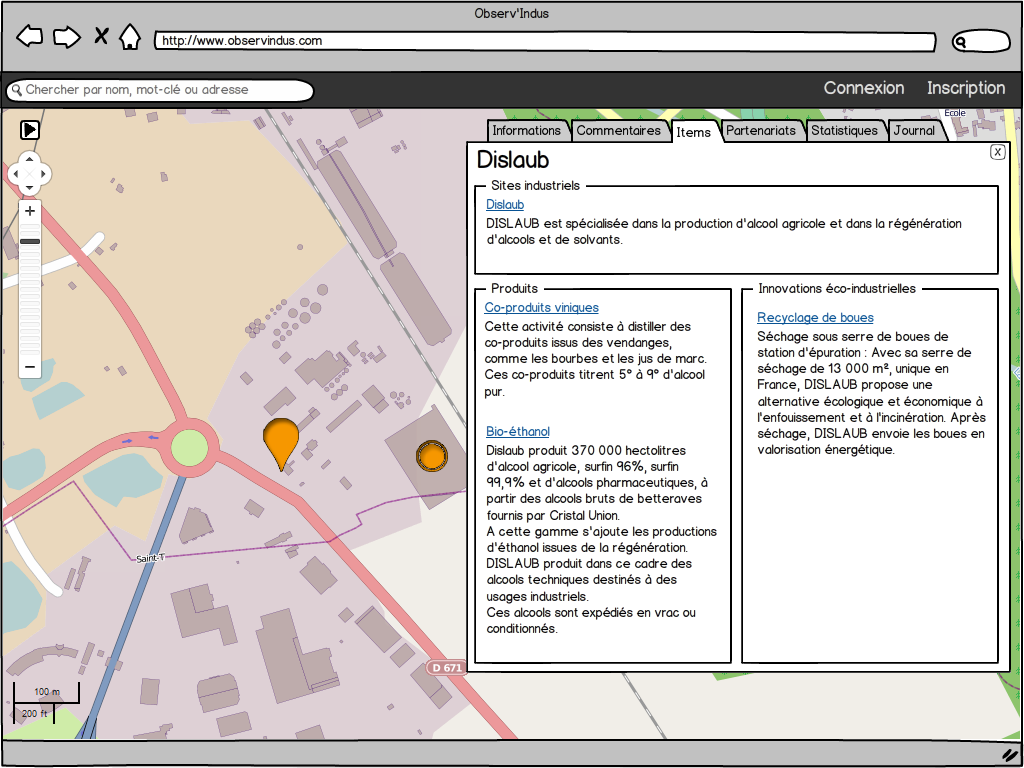 Observ'Indus
http://www.observindus.com
Chercher par nom, mot-clé ou adresse
Connexion
Inscription
École
Informations
Commentaires
Items
Partenariats
Statistiques
Journal
Dislaub
X
Sites industriels
Dislaub
DISLAUB est spécialisée dans la production d'alcool agricole et dans la régénération
d'alcools et de solvants.
Produits
Co-produits viniques
Cette activité consiste à distiller des
co-produits issus des vendanges,
comme les bourbes et les jus de marc.
Ces co-produits titrent 5° à 9° d'alcool
pur.
Bio-éthanol
Dislaub produit 370 000 hectolitres
d'alcool agricole, surfin 96%, surfin
99,9% et d'alcools pharmaceutiques, à
partir des alcools bruts de betteraves
fournis par Cristal Union.
A cette gamme s'ajoute les productions
d'éthanol issues de la régénération.
DISLAUB produit dans ce cadre des
alcools techniques destinés à des
usages industriels.
Ces alcools sont expédiés en vrac ou
conditionnés.
Innovations éco-industrielles
Recyclage de boues
Séchage sous serre de boues de
station d'épuration : Avec sa serre de
séchage de 13 000 m², unique en
France, DISLAUB propose une
alternative écologique et économique à
l'enfouissement et à l'incinération. Après
séchage, DISLAUB envoie les boues en
valorisation énergétique.
Saint-T
D 671
100 m
200 ft